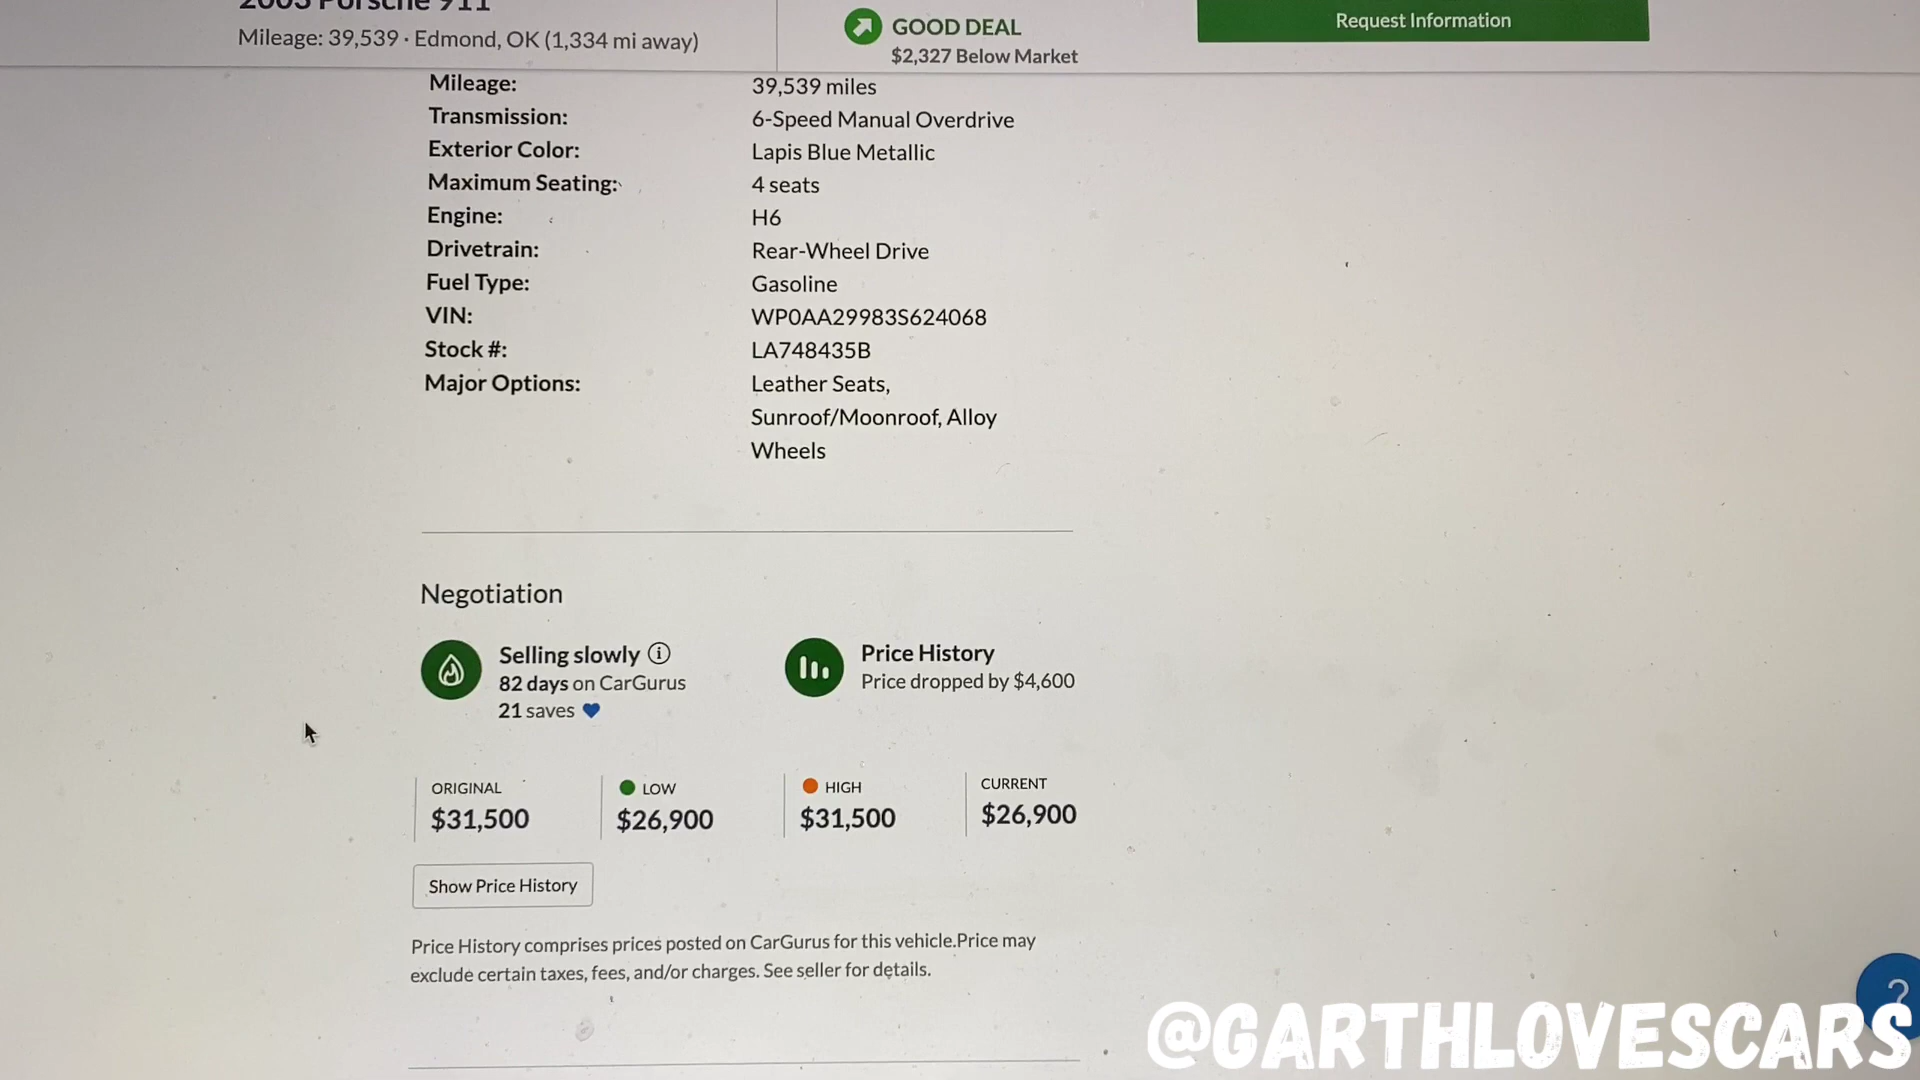 2003 Porsche 911
Mileage: 39,539 · Edmond, OK (1,334 mi away)
GOOD DEAL
$2,327 Below Market
Request Information
Mileage: 39,539 miles
Transmission: 6-Speed Manual Overdrive
Exterior Color: Lapis Blue Metallic
Maximum Seating: 4 seats
Engine: H6
Drivetrain: Rear-Wheel Drive
Fuel Type: Gasoline
VIN: WP0AA29983S624068
Stock #: LA748435B
Major Options: Leather Seats,
Sunroof/Moonroof, Alloy
Wheels
Negotiation
Selling slowly
82 days on CarGurus
21 saves
Price History
Price dropped by $4,600
ORIGINAL
$31,500
LOW
$26,900
HIGH
$31,500
CURRENT
$26,900
Show Price History
Price History comprises prices posted on CarGurus for this vehicle.Price may
exclude certain taxes, fees, and/or charges. See seller for details.
?
@GARTHLOVESCARS